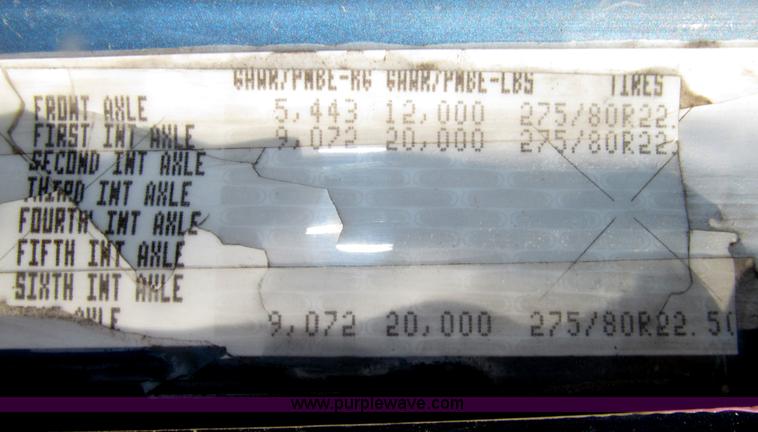 GAWR/PNBE-KG GAWR/PNBE-LBS TIRES
FRONT AXLE 5,443 12,000 275/80R22.
FIRST INT AXLE 9,072 20,000 275/80R22.
SECOND INT AXLE
THIRD INT AXLE
FOURTH INT AXLE
FIFTH INT AXLE
SIXTH INT AXLE
AXLE 9,072 20,000 275/80R22.50
www.purplewave.com